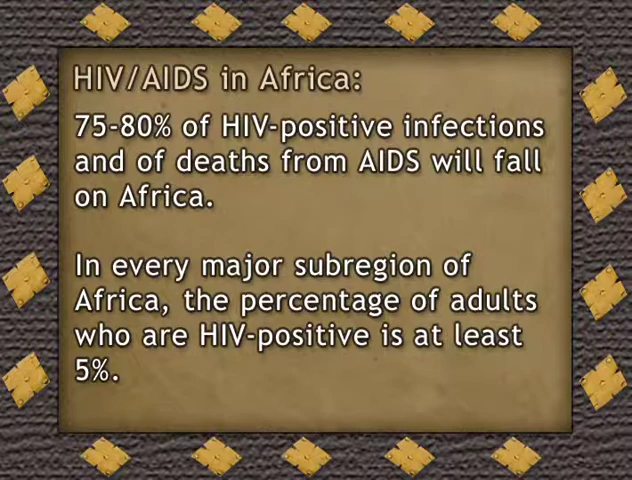 HIV/AIDS in Africa:
75-80% of HIV-positive infections
and of deaths from AIDS will fall
on Africa.
In every major subregion of
Africa, the percentage of adults
who are HIV-positive is at least
5%.